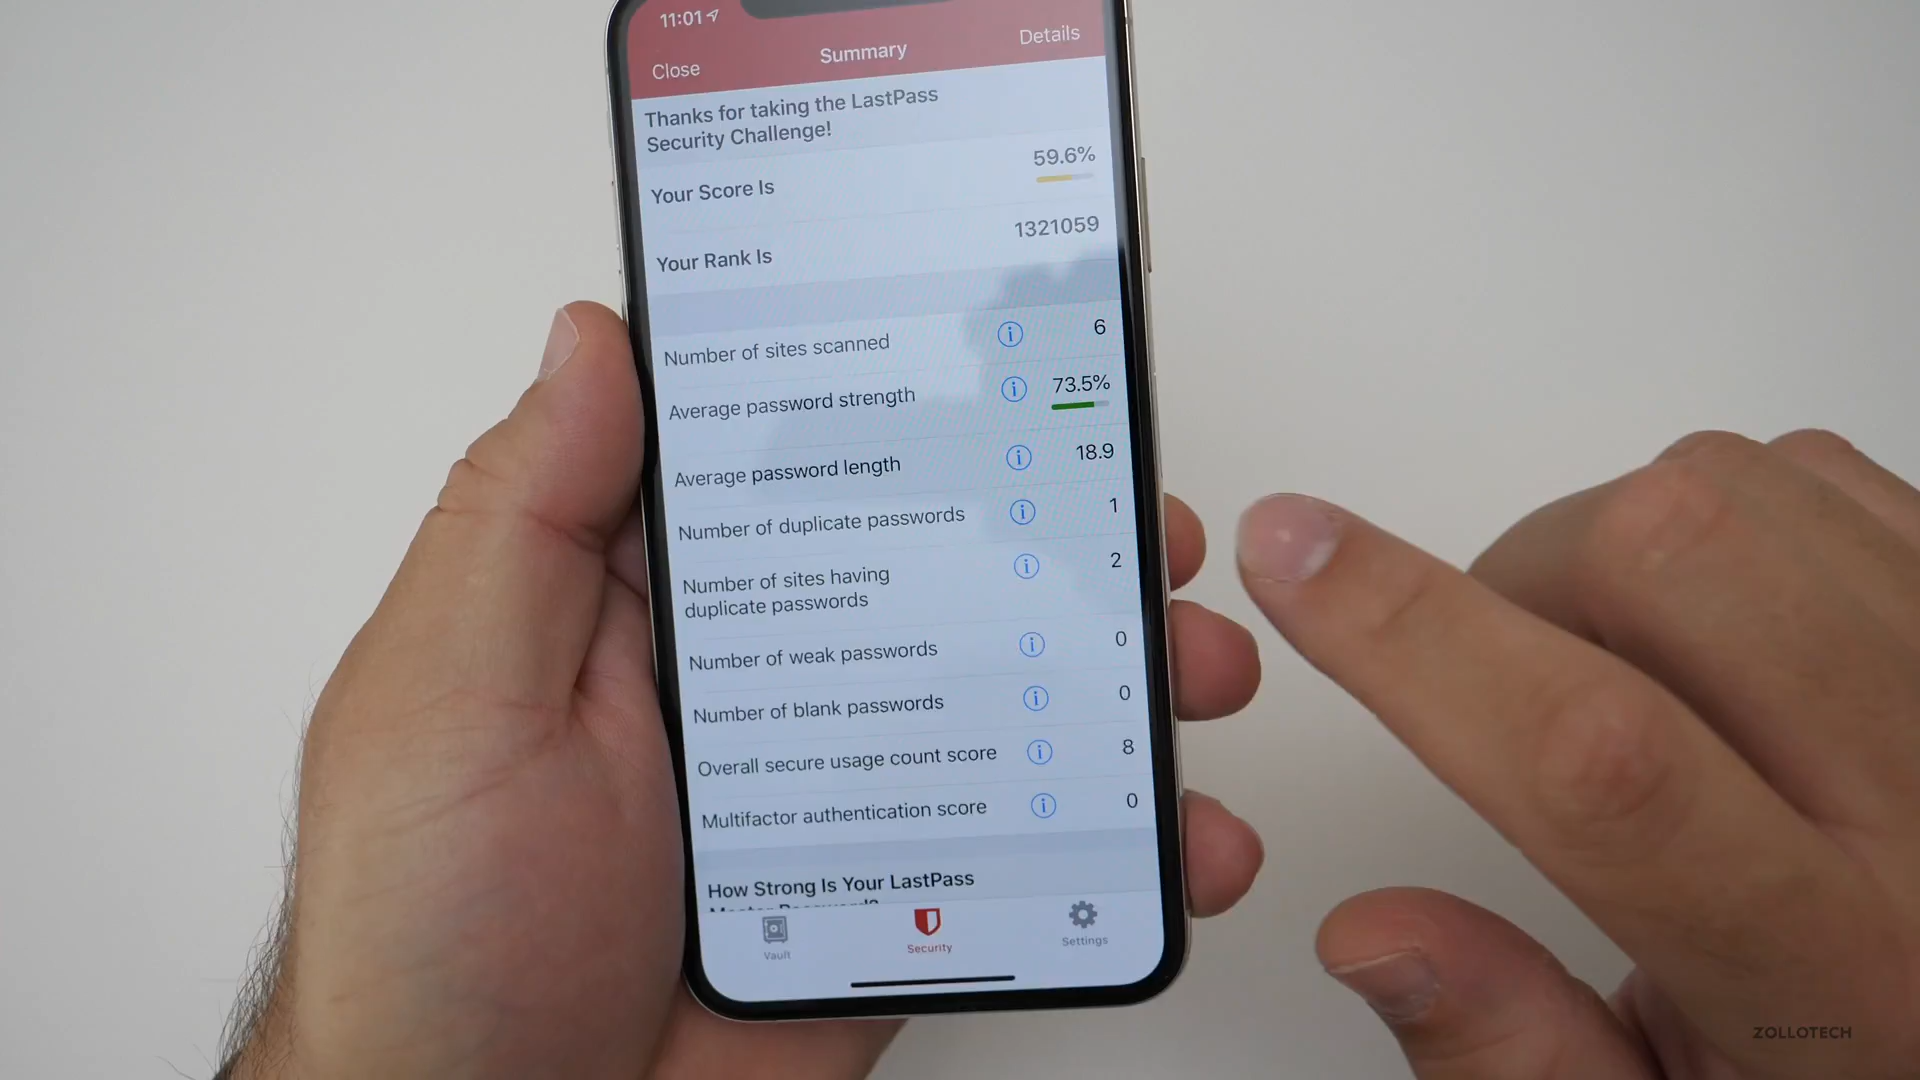 11:01
Close
Summary
Details
Thanks for taking the LastPass
Security Challenge!
Your Score Is
59.6%
Your Rank Is
1321059
Number of sites scanned
6
Average password strength
73.5%
Average password length
18.9
Number of duplicate passwords
1
Number of sites having
duplicate passwords
2
Number of weak passwords
0
Number of blank passwords
0
Overall secure usage count score
8
Multifactor authentication score
0
How Strong Is Your LastPass
Master Password?
Vault
Security
Settings
ZOLLOTECH